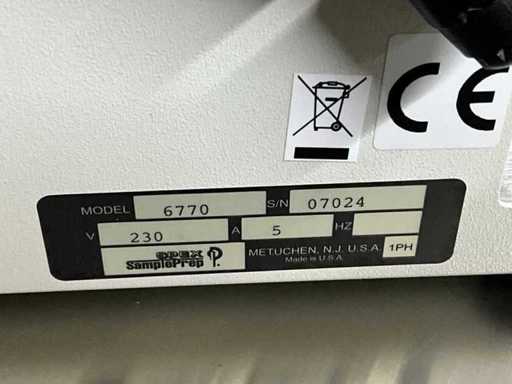 CE
MODEL 6770 S/N 07024
V 230 A 5 HZ
SPEX SamplePrep METUCHEN, N.J. U.S.A. 1PH
Made in U.S.A.